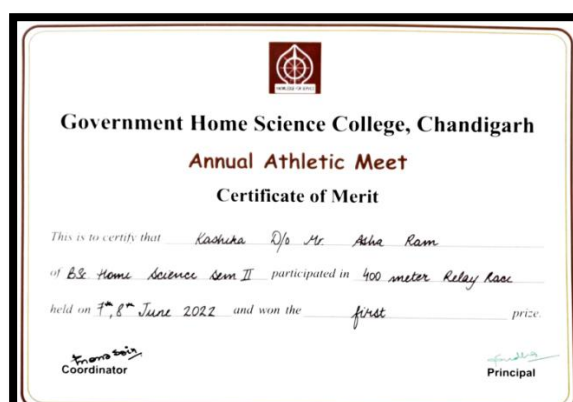 Government Home Science College, Chandigarh
Annual Athletic Meet
Certificate of Merit
This is to certify that Kashika D/o Mr. Asha Ram
of BSc Home Science Sem II participated in 400 meter Relay Race
held on 7th, 8th June 2022 and won the first prize.
Coordinator
Principal